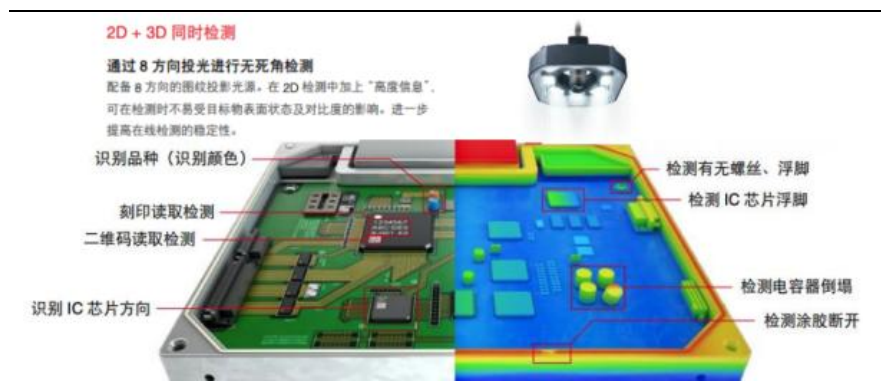 2D + 3D 同时检测
通过 8 方向投光进行无死角检测
配备 8 方向的图纹投影光源。在 2D 检测中加上“高度信息”,
可在检测时不易受目标物表面状态及对比度的影响。进一步
提高在线检测的稳定性。
识别品种（识别颜色）
刻印读取检测
二维码读取检测
识别 IC 芯片方向
检测有无螺丝、浮脚
检测 IC 芯片浮脚
检测电容器倒塌
检测涂胶断开